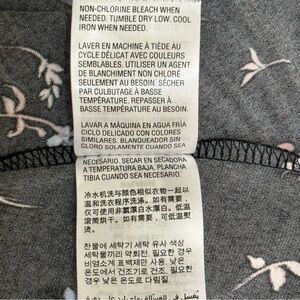 NON-CHLORINE BLEACH WHEN
NEEDED. TUMBLE DRY LOW. COOL
IRON WHEN NEEDED.
LAVER EN MACHINE À TIÈDE AU
CYCLE DÉLICAT AVEC COULEURS
SEMBLABLES. UTILISER UN AGENT
DE BLANCHIMENT NON CHLORÉ
SEULEMENT AU BESOIN. SÉCHER
PAR CULBUTAGE À BASSE
TEMPÉRATURE. REPASSER À
BASSE TEMPÉRATURE AU BESOIN.
LAVAR A MÁQUINA EN AGUA FRÍA
CICLO DELICADO CON COLORES
SIMILARES. BLANQUEADOR SIN
CLORO SOLAMENTE CUANDO SEA
NECESARIO. SECAR EN SECADORA
A TEMPERATURA BAJA. PLANCHA
TIBIA CUANDO SEA NECESARIO.
冷水机洗与颜色相似衣物一起以
温和洗衣程序洗涤。如有需要，
仅可使用非氯漂白水漂白。低温
滚筒烘干。如有需要，可低温熨
烫。
찬물에 세탁기 세탁 유사 색상
세탁물끼리 약회전. 필요한 경우
비염소계 표백제만 사용. 낮은
온도에서 건조기로 건조. 필요한
경우 낮은 온도로 다림질.